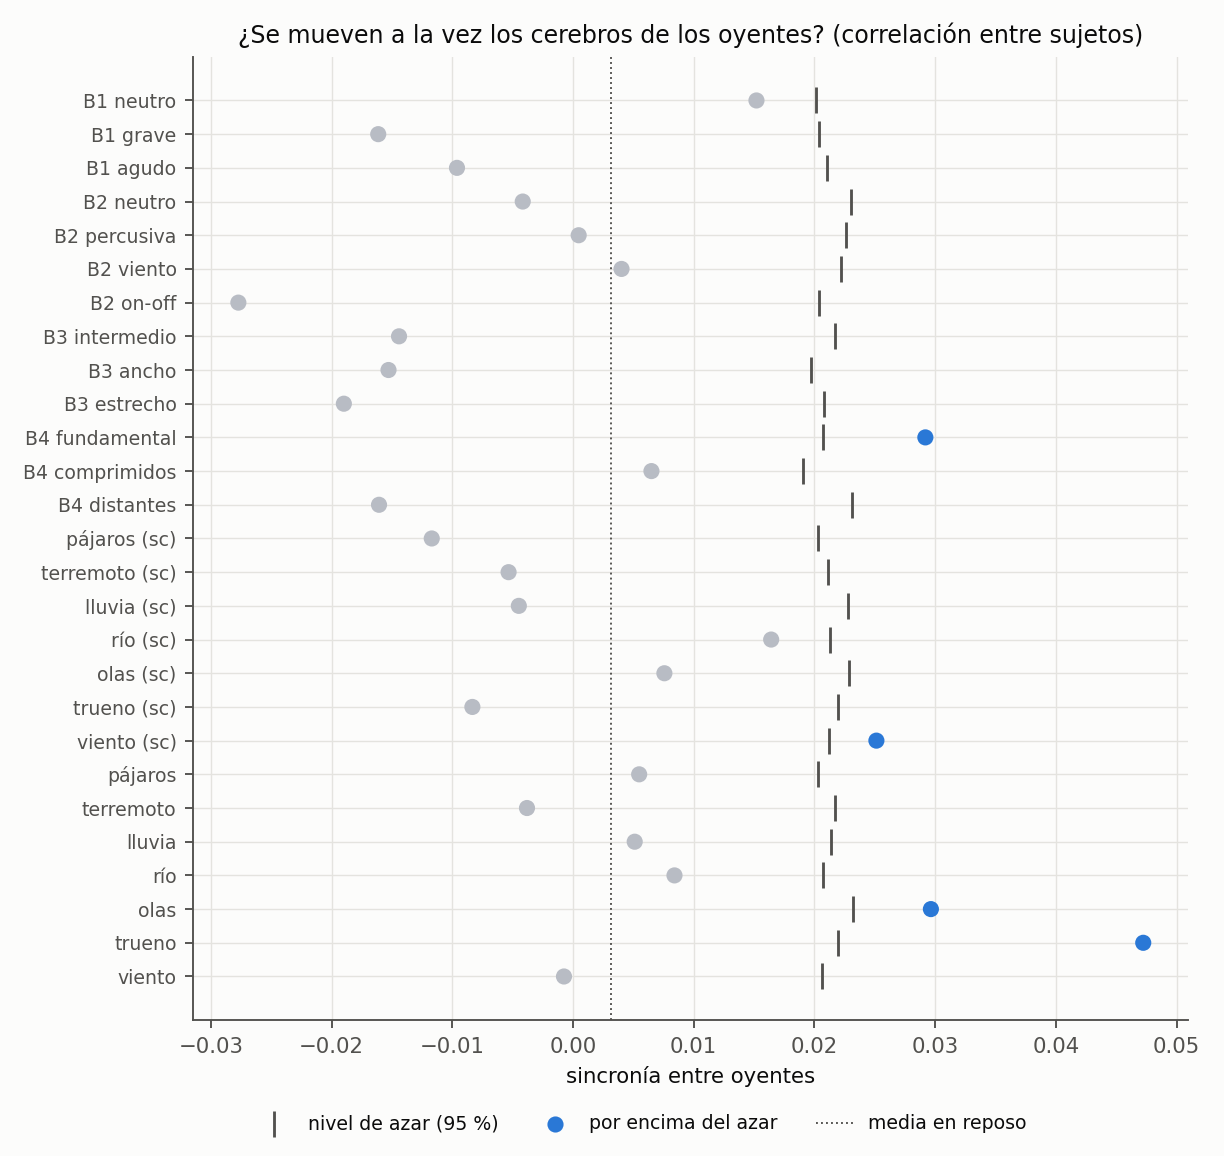 ¿Se mueven a la vez los cerebros de los oyentes? (correlación entre sujetos)
B1 neutro
B1 grave
B1 agudo
B2 neutro
B2 percusiva
B2 viento
B2 on-off
B3 intermedio
B3 ancho
B3 estrecho
B4 fundamental
B4 comprimidos
B4 distantes
pájaros (sc)
terremoto (sc)
lluvia (sc)
río (sc)
olas (sc)
trueno (sc)
viento (sc)
pájaros
terremoto
lluvia
río
olas
trueno
viento
−0.03 −0.02 −0.01 0.00 0.01 0.02 0.03 0.04 0.05
sincronía entre oyentes
nivel de azar (95 %) por encima del azar media en reposo